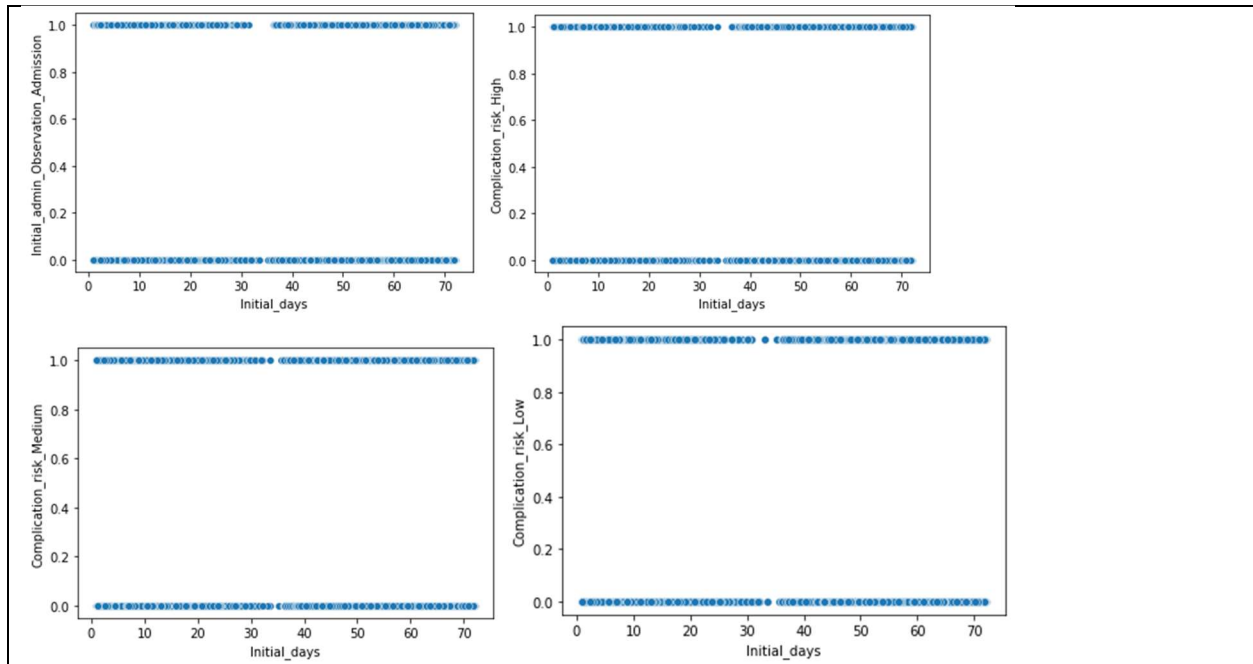 Initial_admin_Observation_Admission
1.0
0.8
0.6
0.4
0.2
0.0
0 10 20 30 40 50 60 70
Initial_days
Complication_risk_High
1.0
0.8
0.6
0.4
0.2
0.0
0 10 20 30 40 50 60 70
Initial_days
Complication_risk_Medium
1.0
0.8
0.6
0.4
0.2
0.0
0 10 20 30 40 50 60 70
Initial_days
Complication_risk_Low
1.0
0.8
0.6
0.4
0.2
0.0
0 10 20 30 40 50 60 70
Initial_days